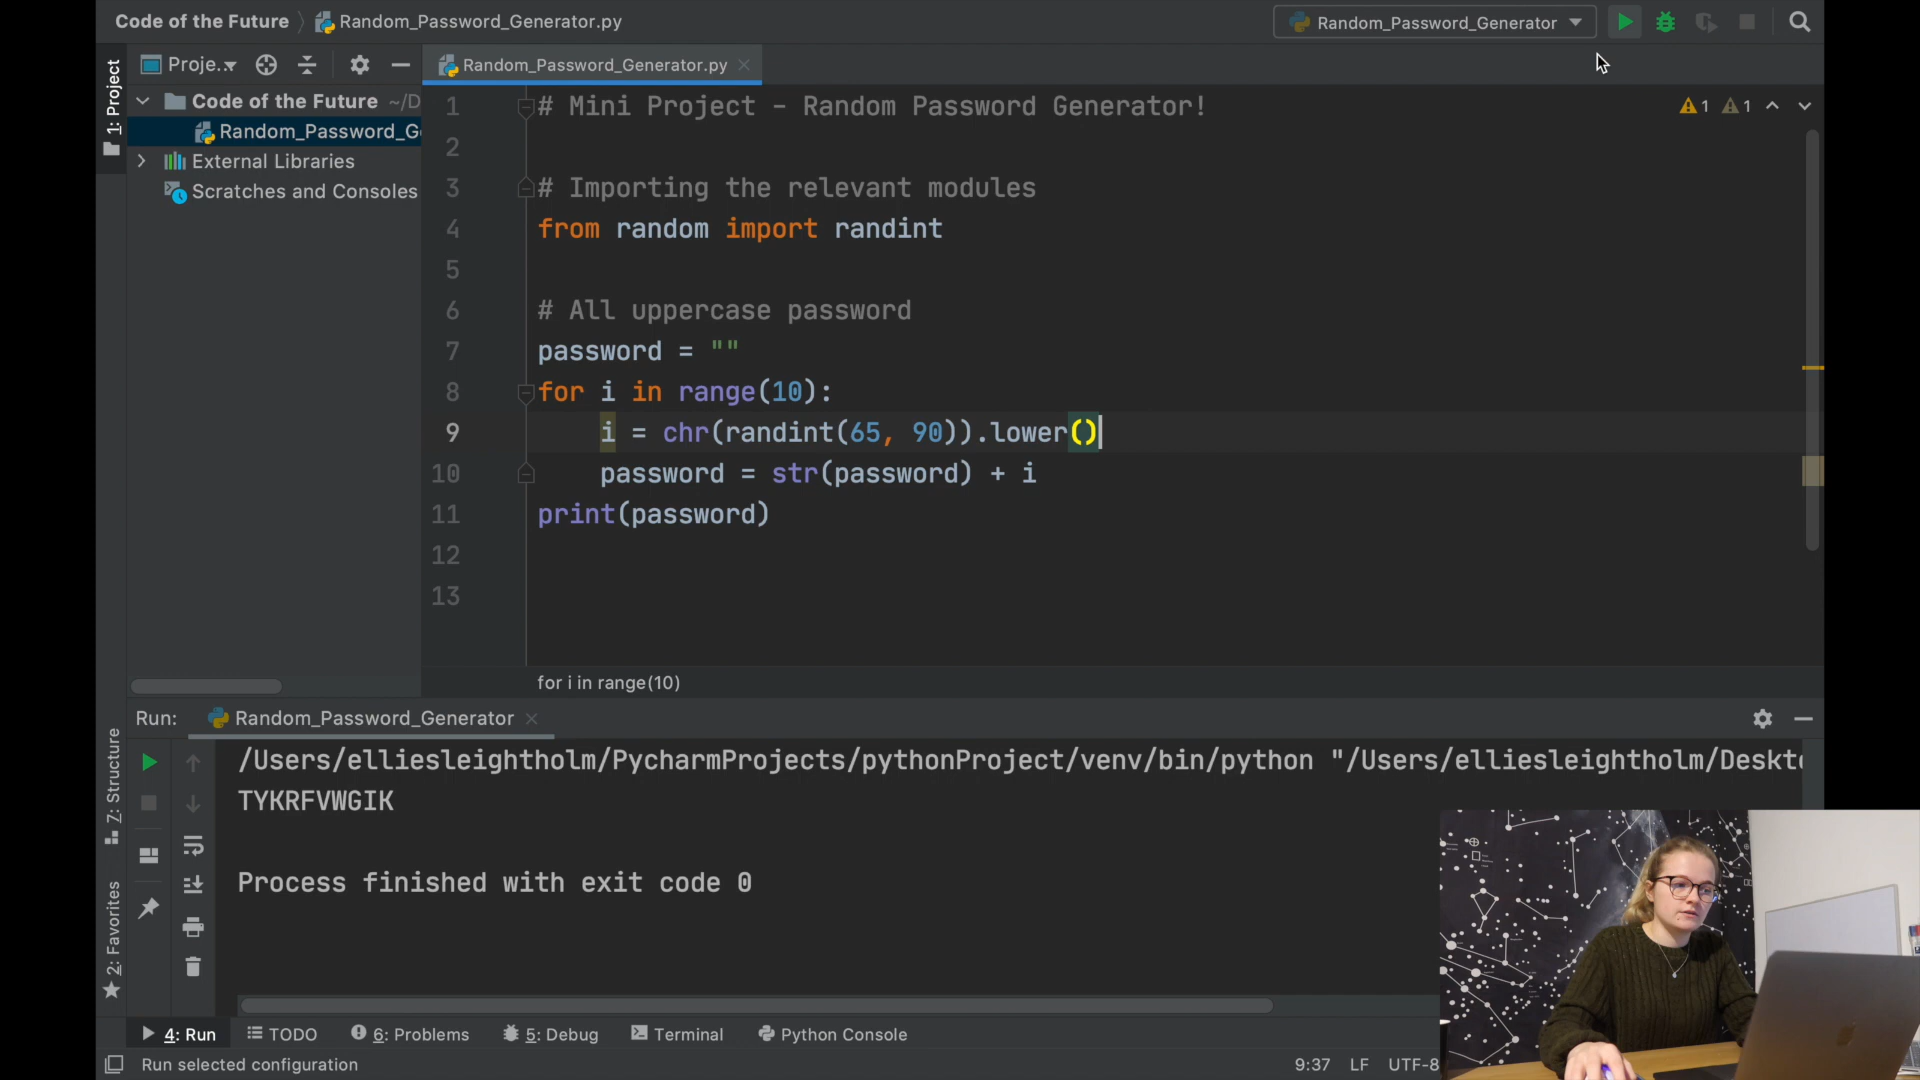 Code of the Future
Random_Password_Generator.py
Random_Password_Generator
1: Project
Proje..
Random_Password_Generator.py
Code of the Future ~/D
Random_Password_G
External Libraries
Scratches and Consoles
1 1
1 # Mini Project - Random Password Generator!
2
3 # Importing the relevant modules
4 from random import randint
5
6 # All uppercase password
7 password = ""
8 for i in range(10):
9 i = chr(randint(65, 90)).lower()
10 password = str(password) + i
11 print(password)
12
13
for i in range(10)
Run: Random_Password_Generator
7: Structure
2: Favorites
/Users/elliesleightholm/PycharmProjects/pythonProject/venv/bin/python "/Users/elliesleightholm/Deskto
TYKRFVWGIK
Process finished with exit code 0
4: Run TODO 6: Problems 5: Debug Terminal Python Console
Run selected configuration
9:37 LF UTF-8